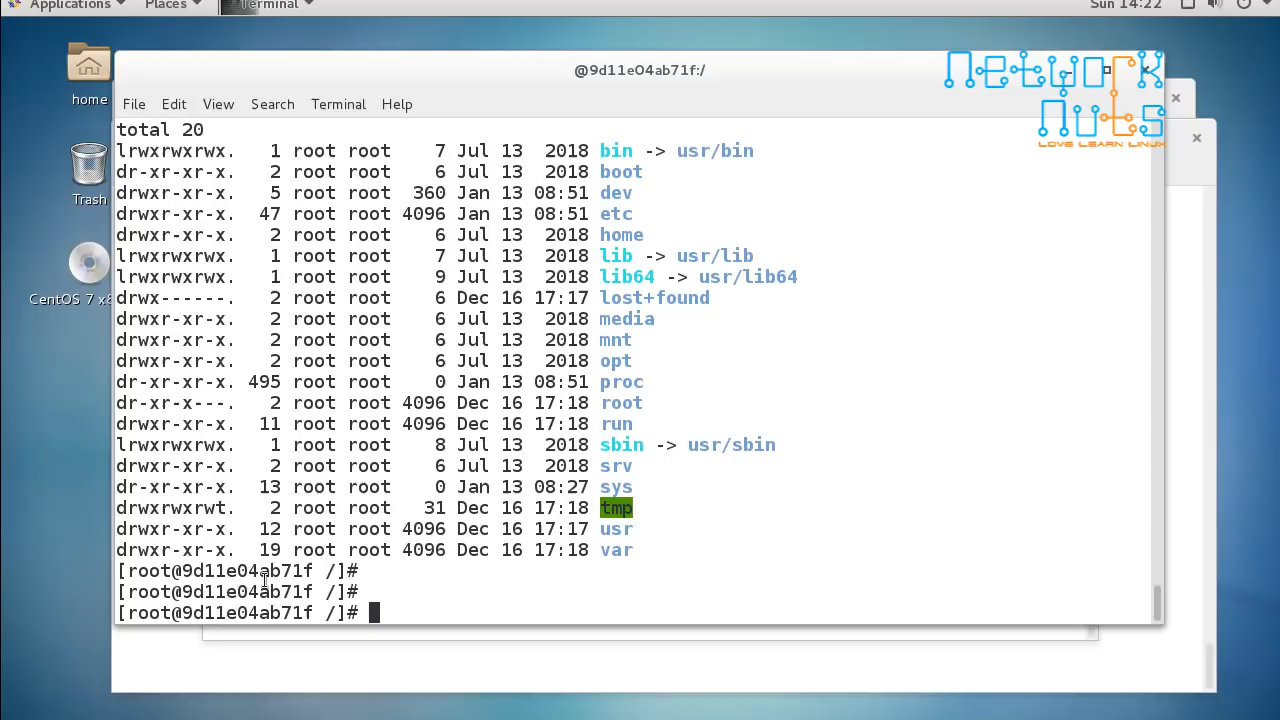 Applications Places Terminal Sun 14:22
home
Trash
CentOS 7 x8
@9d11e04ab71f:/
Network
Nuts
LOVE LEARN LINUX
File Edit View Search Terminal Help
total 20
lrwxrwxrwx.   1 root root    7 Jul 13  2018 bin -> usr/bin
dr-xr-xr-x.   2 root root    6 Jul 13  2018 boot
drwxr-xr-x.   5 root root  360 Jan 13 08:51 dev
drwxr-xr-x.  47 root root 4096 Jan 13 08:51 etc
drwxr-xr-x.   2 root root    6 Jul 13  2018 home
lrwxrwxrwx.   1 root root    7 Jul 13  2018 lib -> usr/lib
lrwxrwxrwx.   1 root root    9 Jul 13  2018 lib64 -> usr/lib64
drwx------.   2 root root    6 Dec 16 17:17 lost+found
drwxr-xr-x.   2 root root    6 Jul 13  2018 media
drwxr-xr-x.   2 root root    6 Jul 13  2018 mnt
drwxr-xr-x.   2 root root    6 Jul 13  2018 opt
dr-xr-xr-x. 495 root root    0 Jan 13 08:51 proc
dr-xr-x---.   2 root root 4096 Dec 16 17:18 root
drwxr-xr-x.  11 root root 4096 Dec 16 17:18 run
lrwxrwxrwx.   1 root root    8 Jul 13  2018 sbin -> usr/sbin
drwxr-xr-x.   2 root root    6 Jul 13  2018 srv
dr-xr-xr-x.  13 root root    0 Jan 13 08:27 sys
drwxrwxrwt.   2 root root   31 Dec 16 17:18 tmp
drwxr-xr-x.  12 root root 4096 Dec 16 17:17 usr
drwxr-xr-x.  19 root root 4096 Dec 16 17:18 var
[root@9d11e04ab71f /]#
[root@9d11e04ab71f /]#
[root@9d11e04ab71f /]#